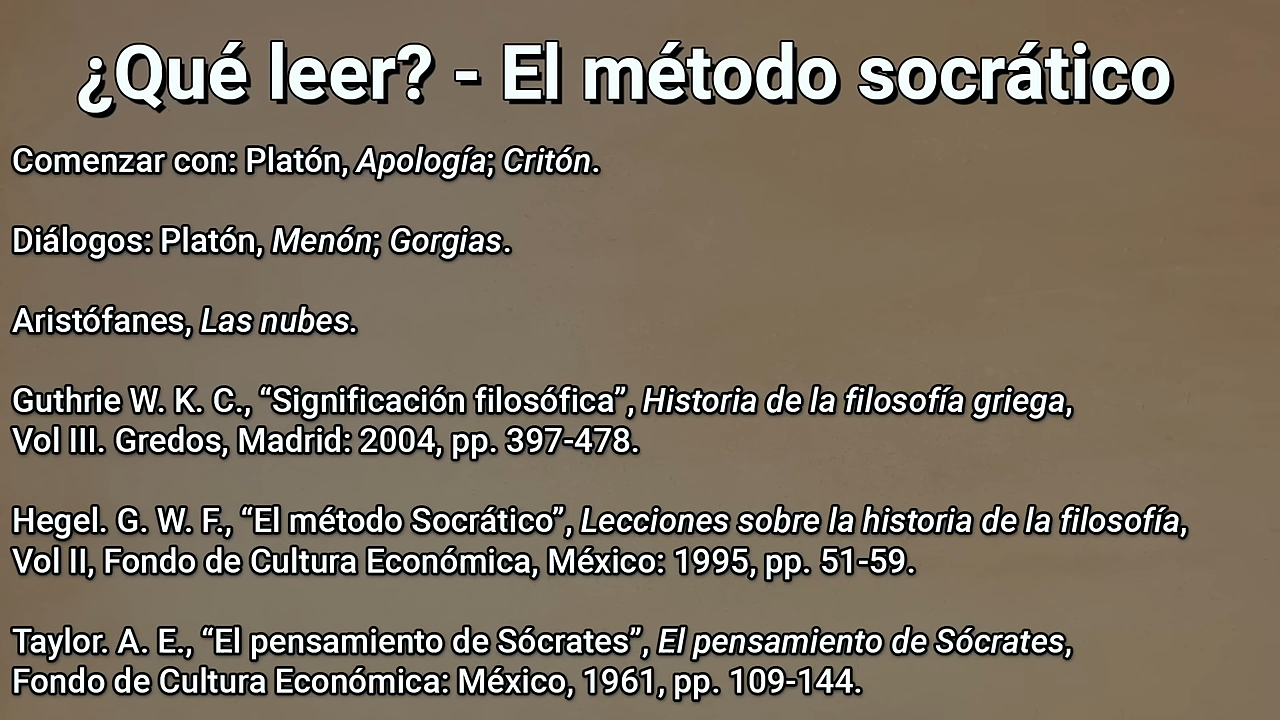 ¿Qué leer? - El método socrático
Comenzar con: Platón, Apología; Critón.
Diálogos: Platón, Menón; Gorgias.
Aristófanes, Las nubes.
Guthrie W. K. C., “Significación filosófica”, Historia de la filosofía griega,
Vol III. Gredos, Madrid: 2004, pp. 397-478.
Hegel. G. W. F., “El método Socrático”, Lecciones sobre la historia de la filosofía,
Vol II, Fondo de Cultura Económica, México: 1995, pp. 51-59.
Taylor. A. E., “El pensamiento de Sócrates”, El pensamiento de Sócrates,
Fondo de Cultura Económica: México, 1961, pp. 109-144.